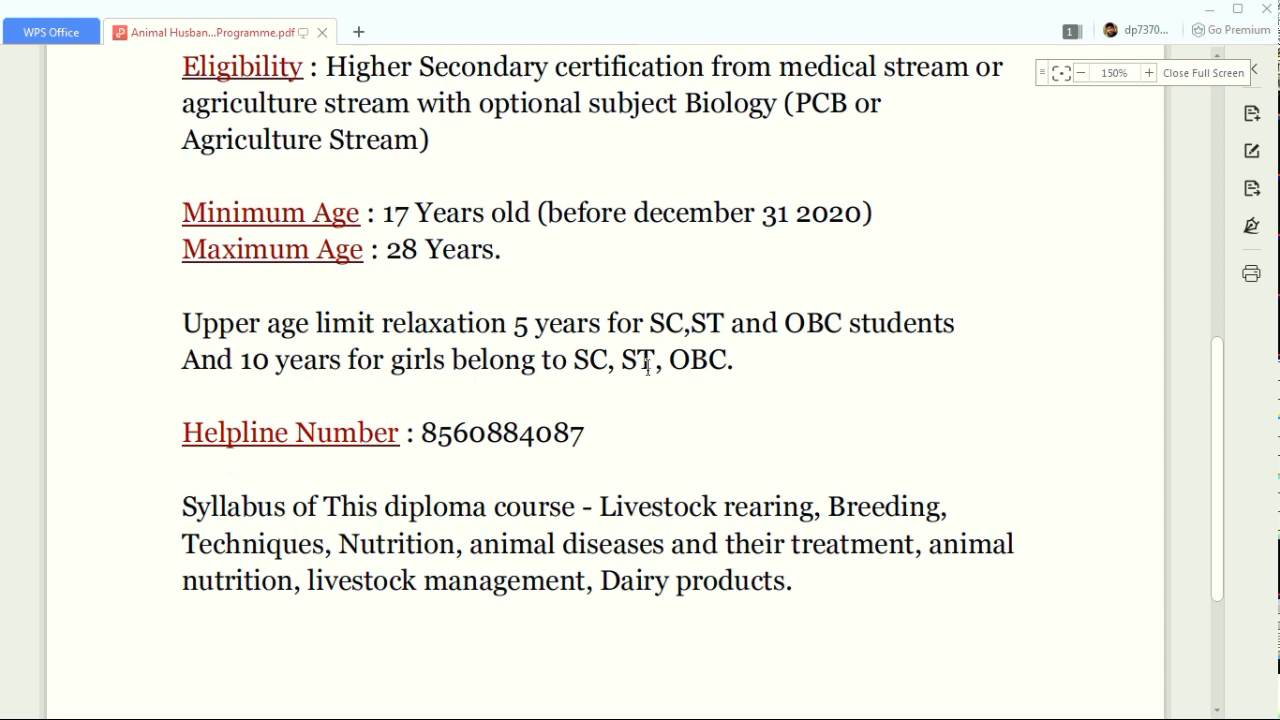 WPS Office
Animal Husban...Programme.pdf
1
dp7370...
Go Premium
150%
Close Full Screen
Eligibility : Higher Secondary certification from medical stream or
agriculture stream with optional subject Biology (PCB or
Agriculture Stream)
Minimum Age : 17 Years old (before december 31 2020)
Maximum Age : 28 Years.
Upper age limit relaxation 5 years for SC,ST and OBC students
And 10 years for girls belong to SC, ST, OBC.
Helpline Number : 8560884087
Syllabus of This diploma course - Livestock rearing, Breeding,
Techniques, Nutrition, animal diseases and their treatment, animal
nutrition, livestock management, Dairy products.